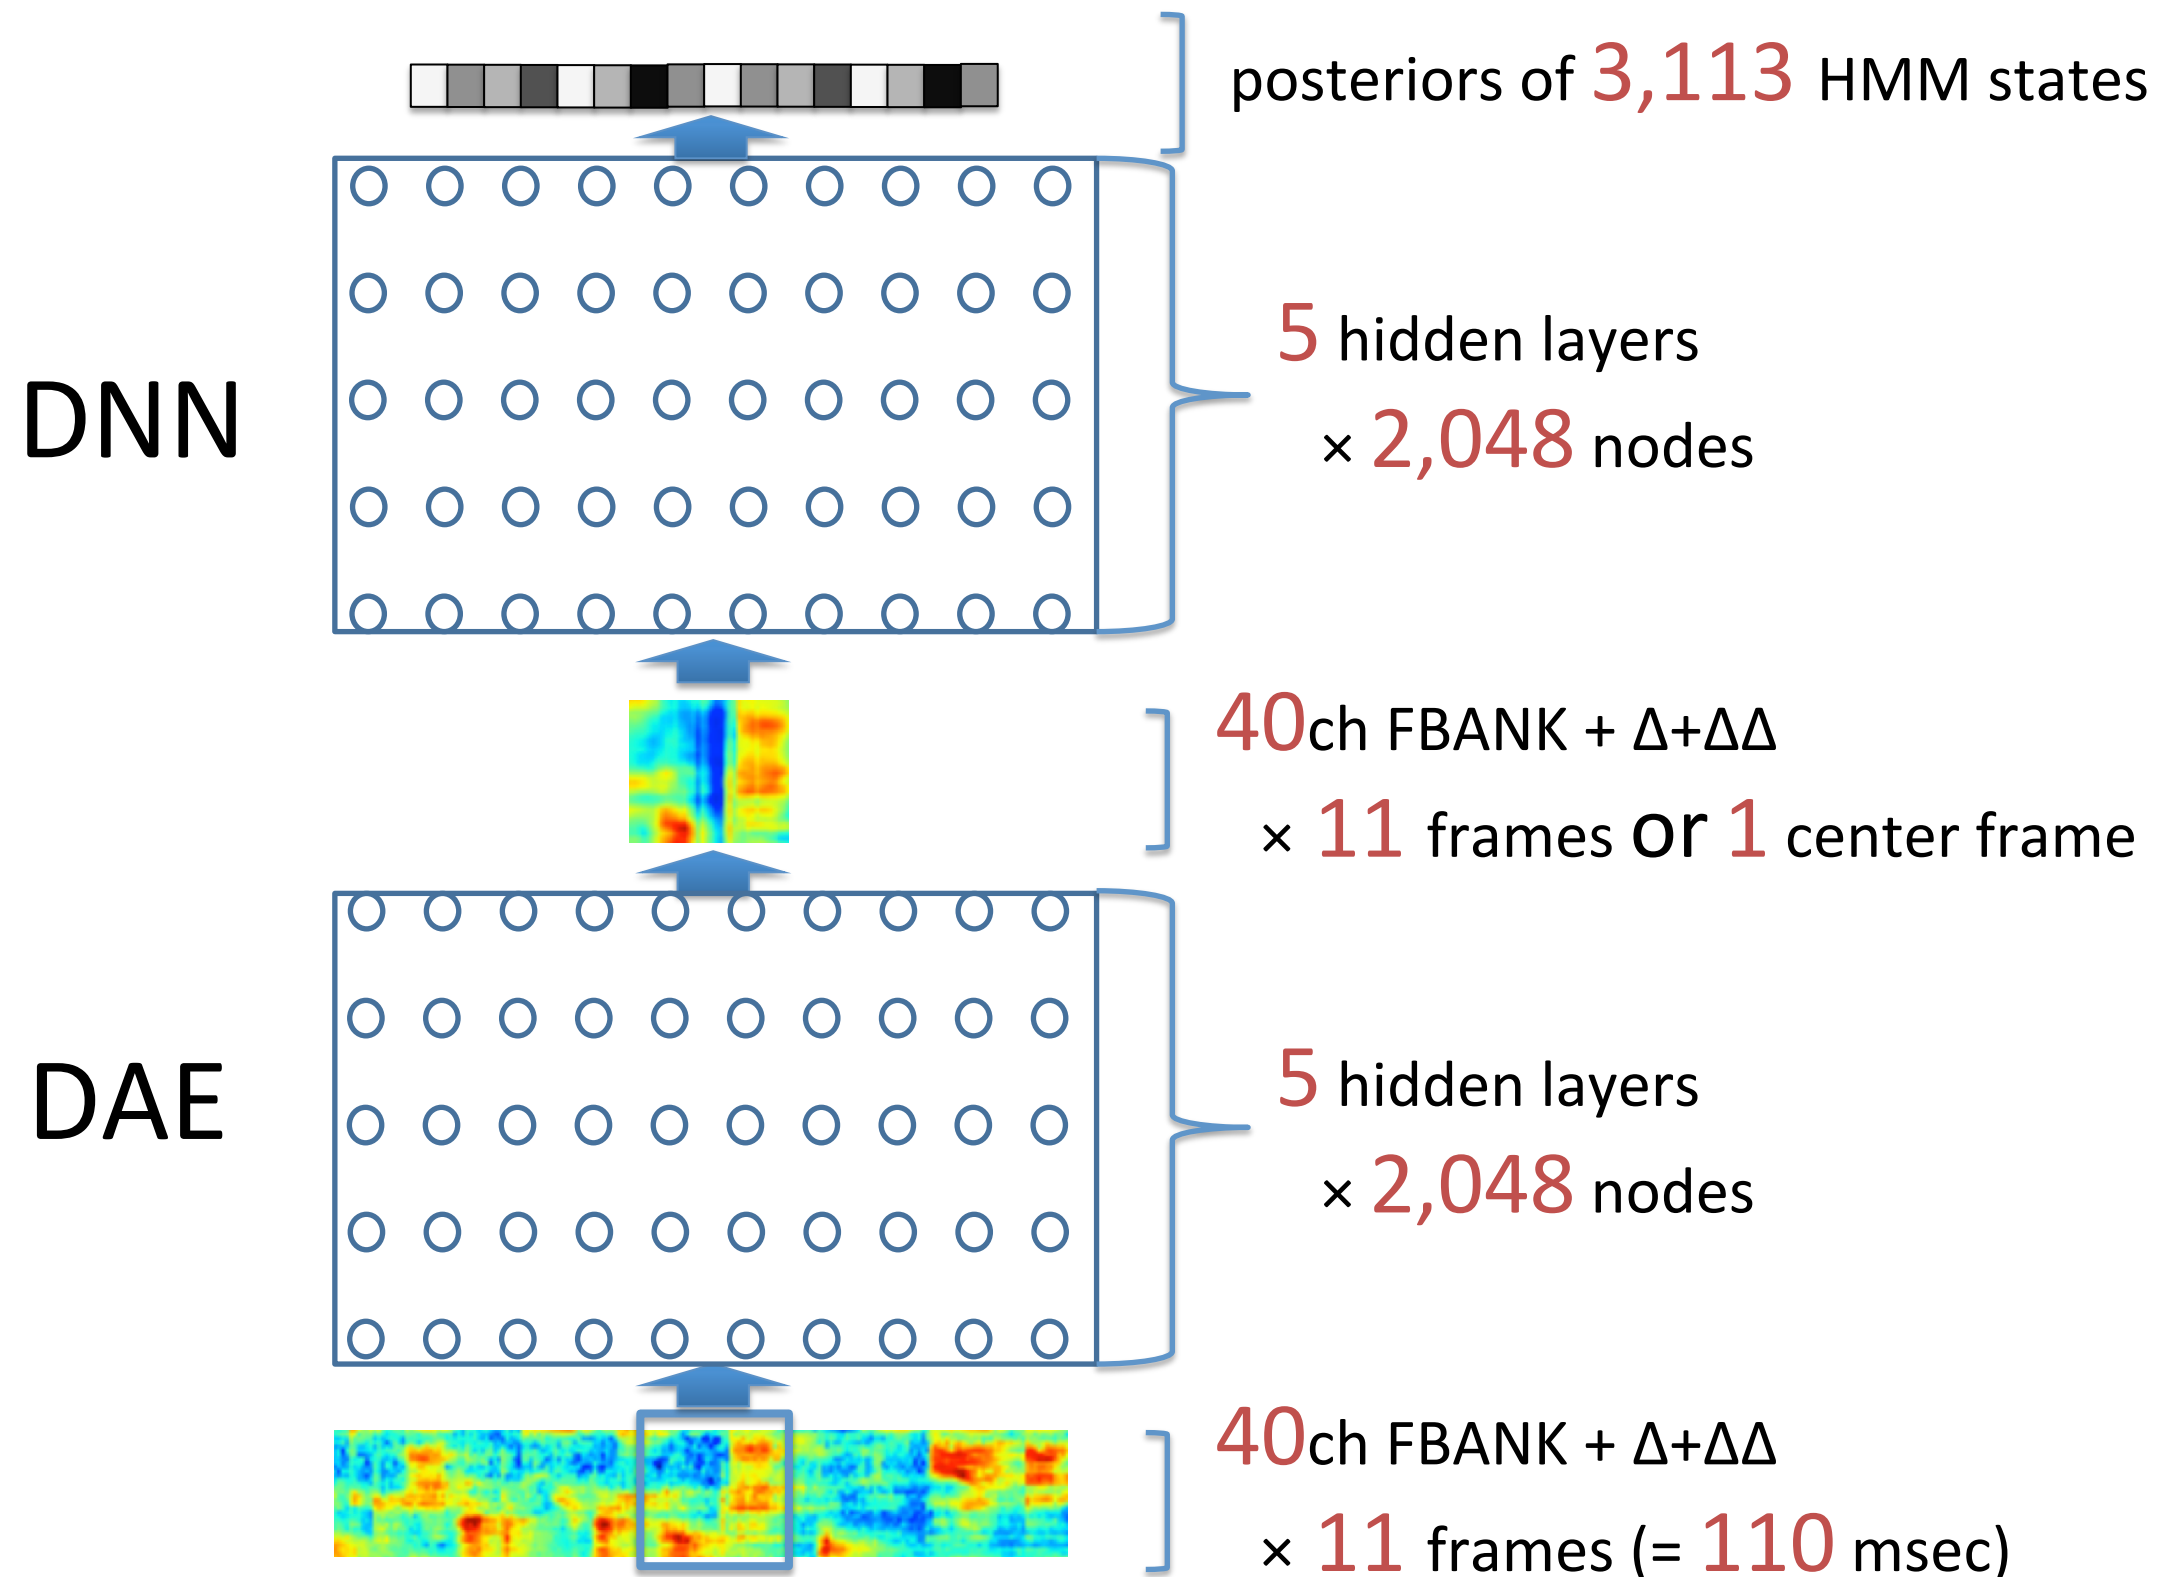 posteriors of 3,113 HMM states
DNN
5 hidden layers
× 2,048 nodes
40ch FBANK + Δ+ΔΔ
× 11 frames or 1 center frame
DAE
5 hidden layers
× 2,048 nodes
40ch FBANK + Δ+ΔΔ
× 11 frames (= 110 msec)